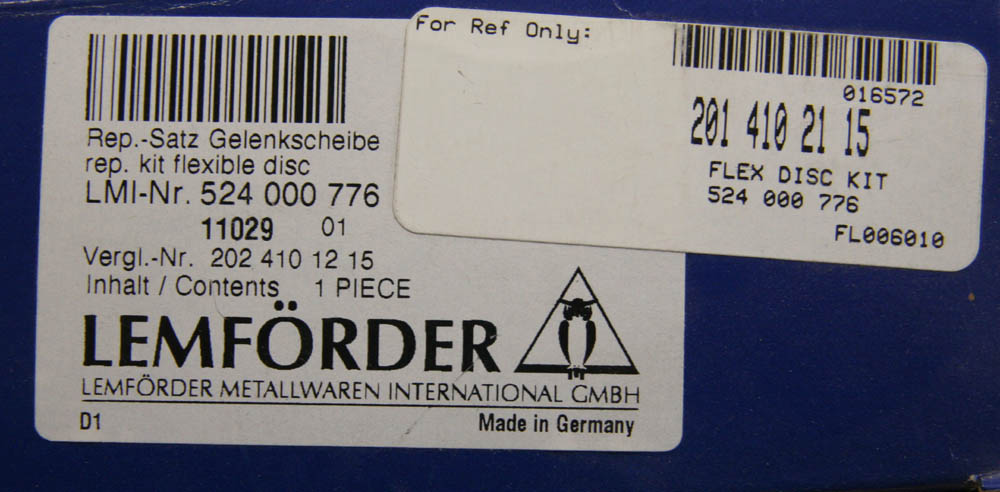 Rep.-Satz Gelenkscheibe
rep. kit flexible disc
LMI-Nr. 524 000 776
11029 01
Vergl.-Nr. 202 410 12 15
Inhalt / Contents 1 PIECE
LEMFÖRDER
LEMFÖRDER METALLWAREN INTERNATIONAL GMBH
D1 Made in Germany
For Ref Only:
016572
201 410 21 15
FLEX DISC KIT
524 000 776
FL006010